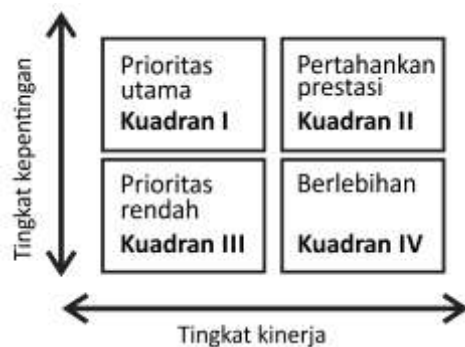 Tingkat kepentingan
Prioritas
utama
Kuadran I
Pertahankan
prestasi
Kuadran II
Prioritas
rendah
Kuadran III
Berlebihan
Kuadran IV
Tingkat kinerja